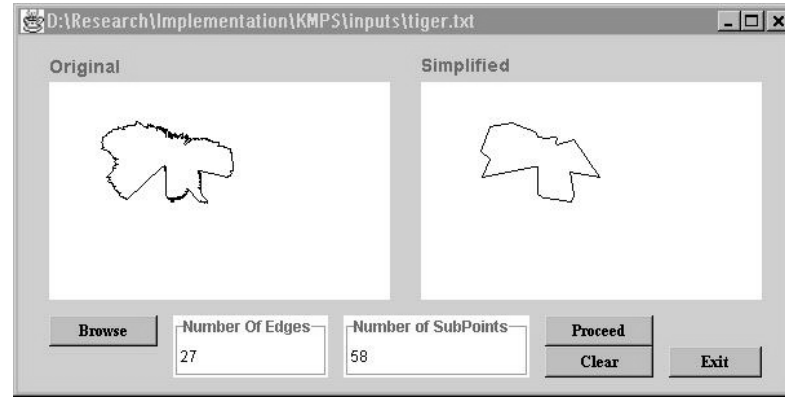 D:\Research\Implementation\KMPS\inputs\tiger.txt
Original
Simplified
Browse
Number Of Edges
27
Number of SubPoints
58
Proceed
Clear
Exit